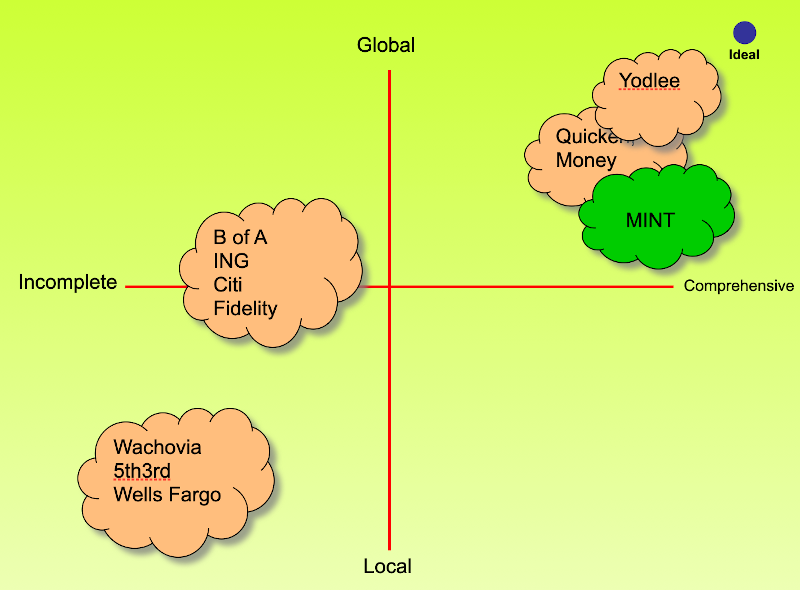 Global
Ideal
Yodlee
Quicken,
Money
MINT
B of A
ING
Citi
Fidelity
Incomplete
Comprehensive
Wachovia
5th3rd
Wells Fargo
Local